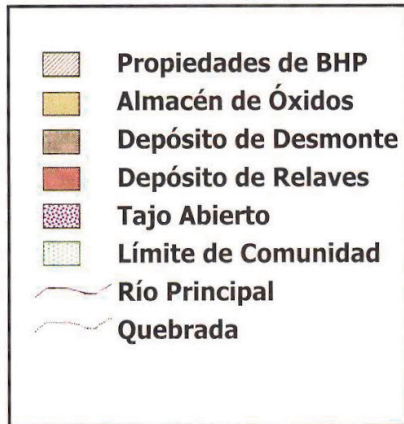 Propiedades de BHP
Almacén de Óxidos
Depósito de Desmonte
Depósito de Relaves
Tajo Abierto
Límite de Comunidad
Río Principal
Quebrada